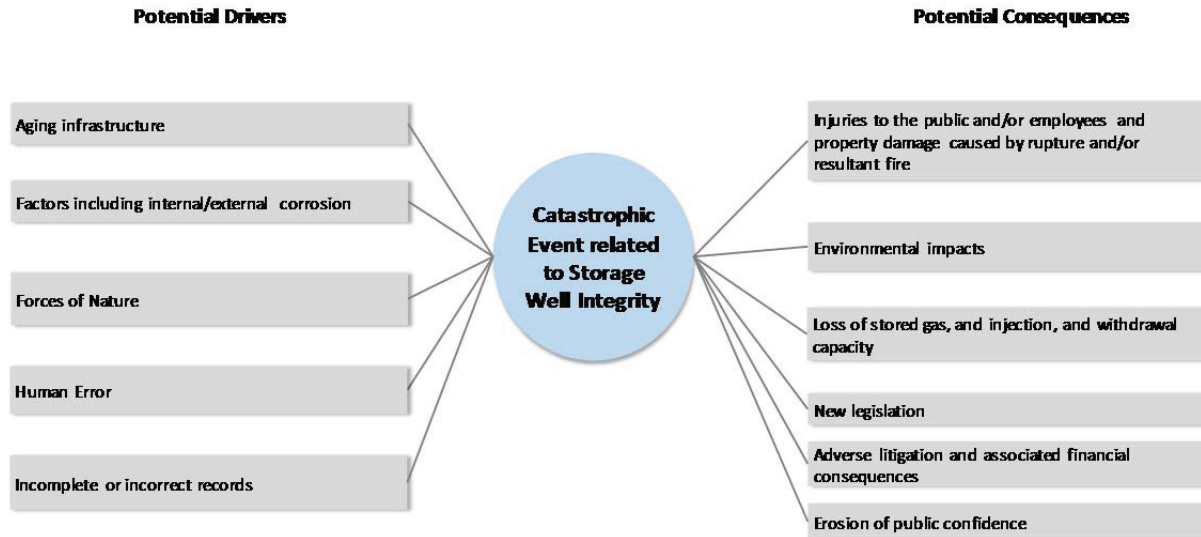 Potential Drivers
Potential Consequences
Aging infrastructure
Factors including internal/external corrosion
Forces of Nature
Human Error
Incomplete or incorrect records
Catastrophic
Event related
to Storage
Well Integrity
Injuries to the public and/or employees and
property damage caused by rupture and/or
resultant fire
Environmental impacts
Loss of stored gas, and injection, and withdrawal
capacity
New legislation
Adverse litigation and associated financial
consequences
Erosion of public confidence